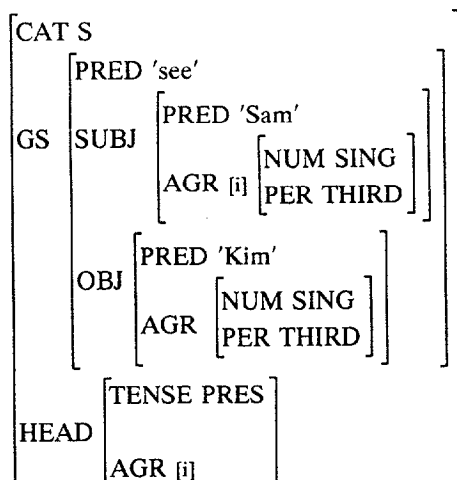 CAT S
PRED 'see'
PRED 'Sam'
GS SUBJ
NUM SING
AGR [i]
PER THIRD
PRED 'Kim'
OBJ
NUM SING
AGR
PER THIRD
TENSE PRES
HEAD
AGR [i]